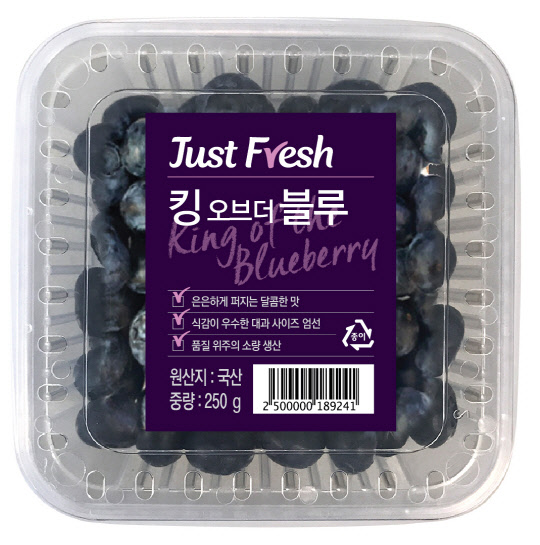 Just Fresh
킹 오브더 블루
King of the
Blueberry
은은하게 퍼지는 달콤한 맛
식감이 우수한 대과 사이즈 엄선
품질 위주의 소량 생산
종이
원산지 : 국산
중량 : 250 g
2 500000 189241